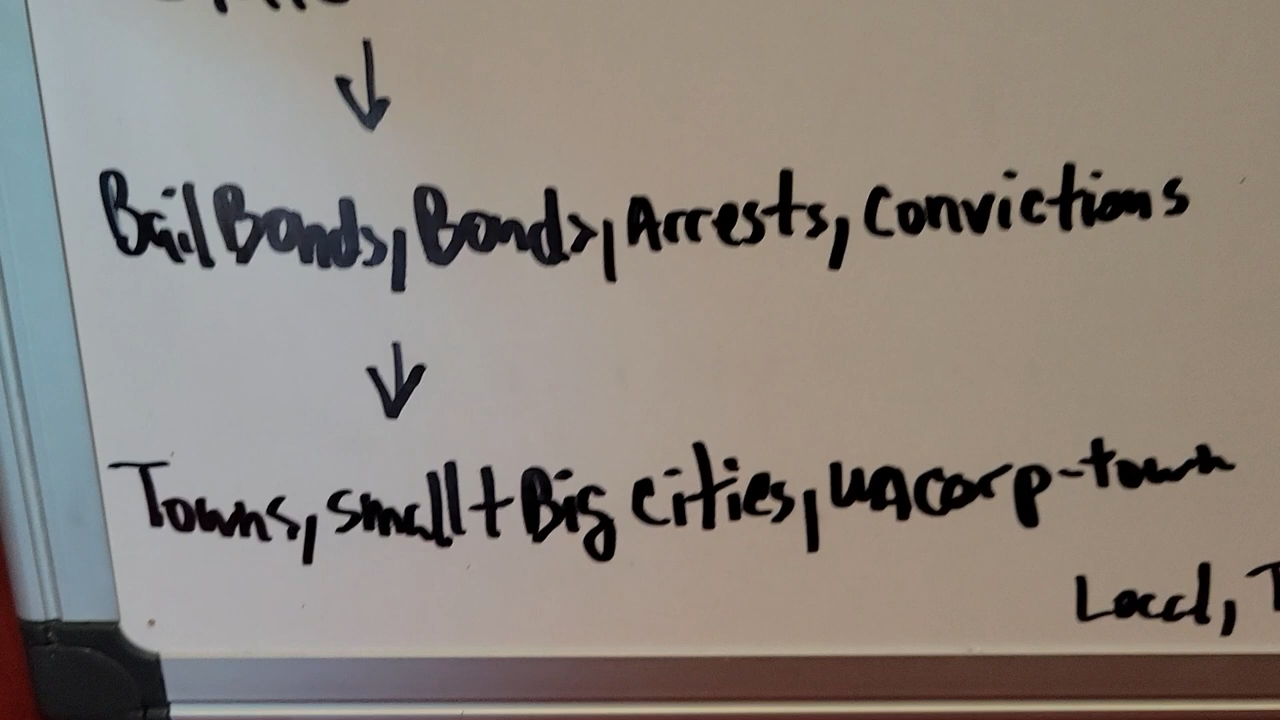 Bail Bonds, Bonds, Arrests, Convictions
Towns, small + Big cities, uncorp-town
Local,